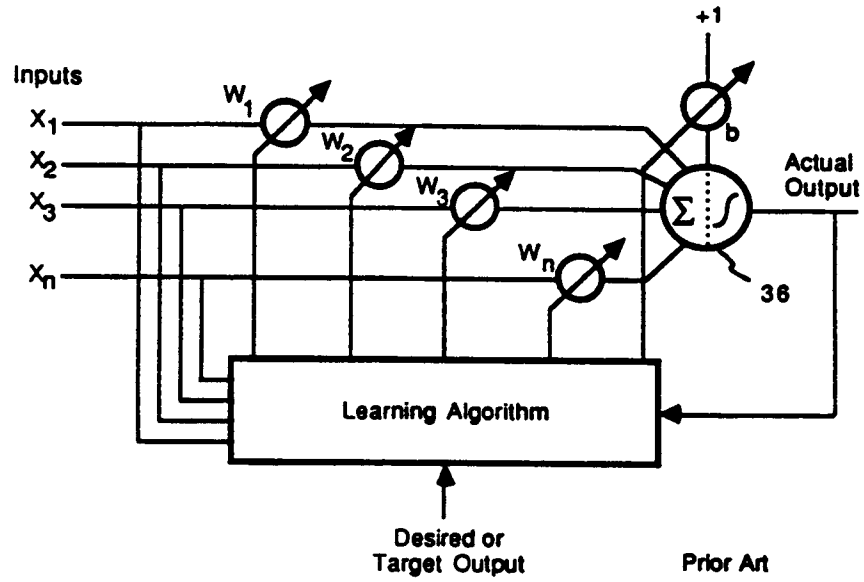 +1
Inputs
X1
W1
b
X2
W2
Actual
Output
X3
W3
Σ ∫
Xn
Wn
36
Learning Algorithm
Desired or
Target Output
Prior Art